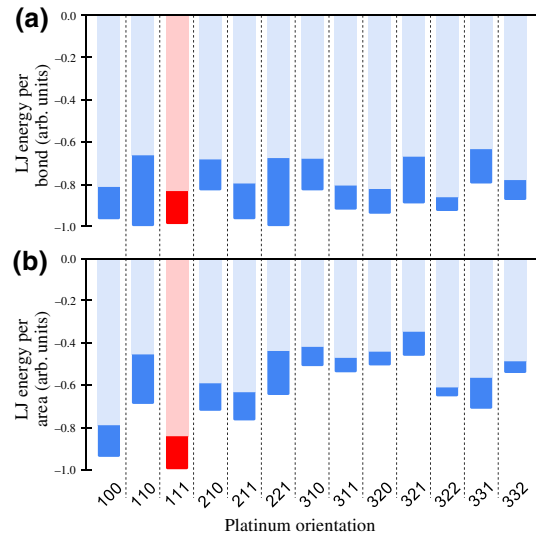 (a)
LJ energy per
bond (arb. units)
0.0
−0.2
−0.4
−0.6
−0.8
−1.0
(b)
LJ energy per
area (arb. units)
0.0
−0.2
−0.4
−0.6
−0.8
−1.0
100 110 111 210 211 221 310 311 320 321 322 331 332
Platinum orientation